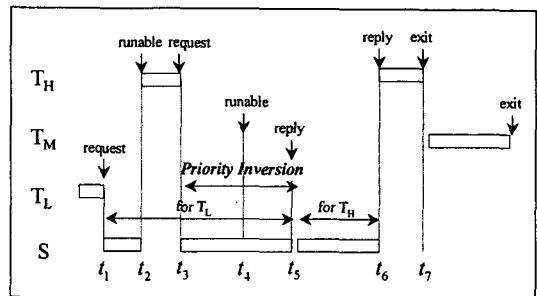 runable request
reply exit
T_H
runable
exit
T_M
request
reply
Priority Inversion
T_L
for T_L
for T_H
S
t_1 t_2 t_3 t_4 t_5 t_6 t_7